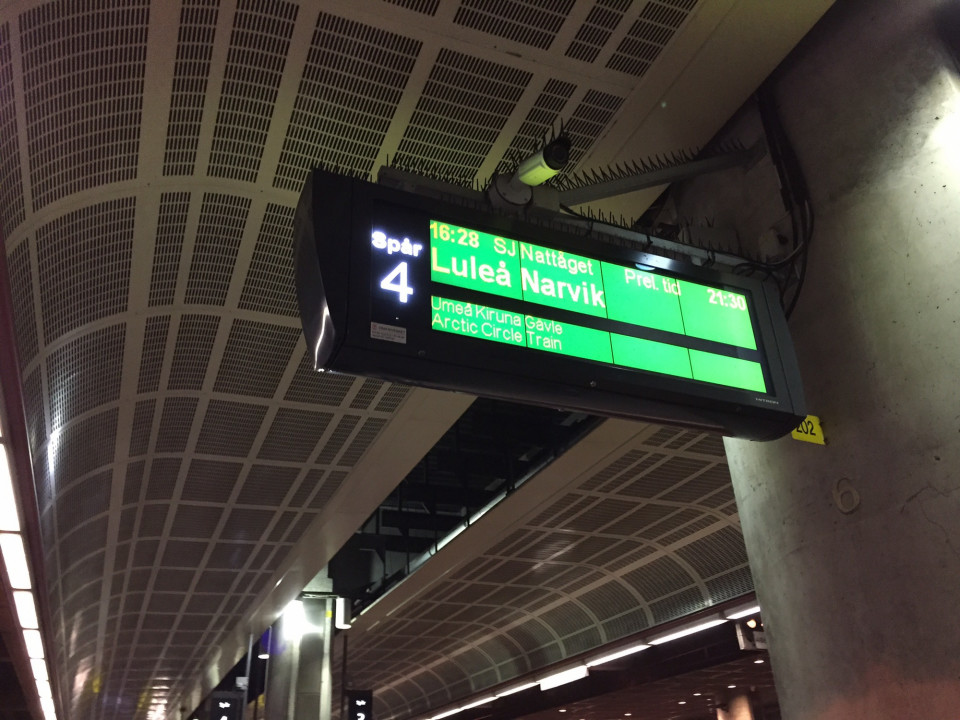 Spår
4
16:28 SJ Nattåget Prel. tid 21:30
Luleå Narvik
Umeå Kiruna Gävle
Arctic Circle Train
202
6